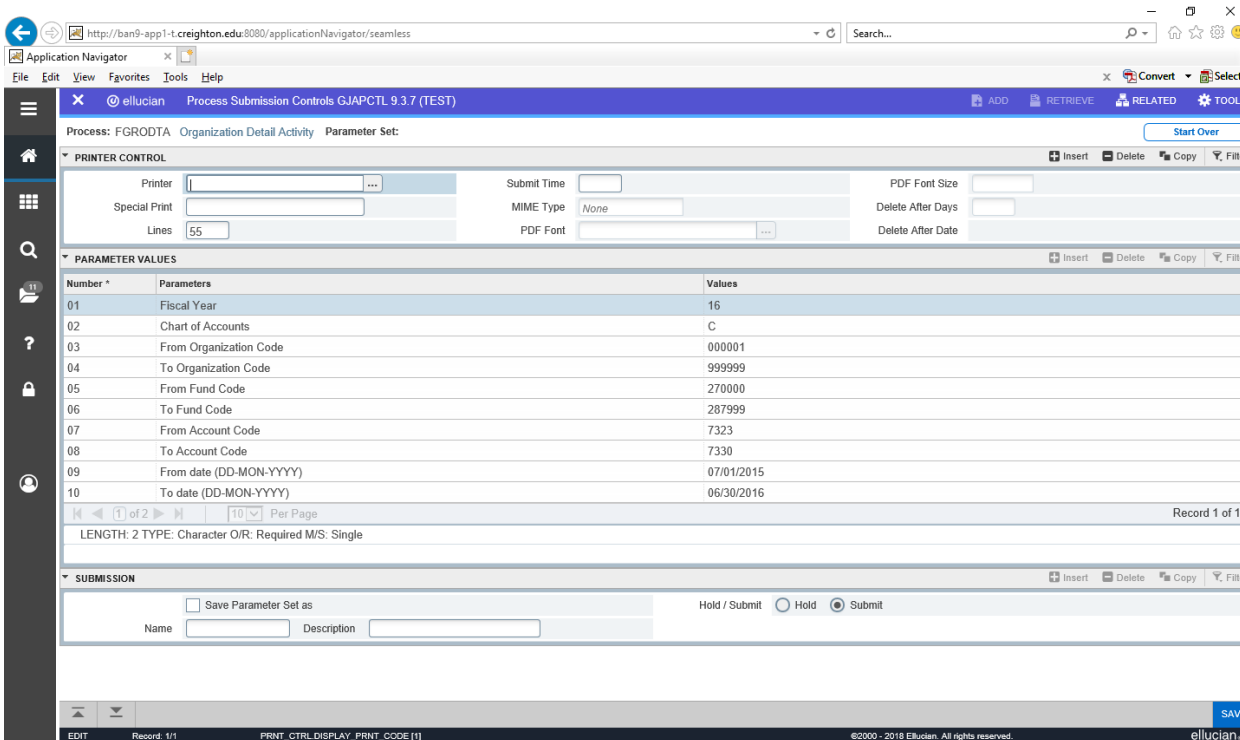 http://ban9-app1-t.creighton.edu:8080/applicationNavigator/seamless
Search...
Application Navigator
File Edit View Favorites Tools Help
x Convert Select
ellucian Process Submission Controls GJAPCTL 9.3.7 (TEST) ADD RETRIEVE RELATED TOOL
Process: FGRODTA Organization Detail Activity Parameter Set: Start Over
PRINTER CONTROL Insert Delete Copy Filt
Printer ... Submit Time PDF Font Size
Special Print MIME Type None Delete After Days
Lines 55 PDF Font ... Delete After Date
PARAMETER VALUES Insert Delete Copy Filt
Number * Parameters Values
01 Fiscal Year 16
02 Chart of Accounts C
03 From Organization Code 000001
04 To Organization Code 999999
05 From Fund Code 270000
06 To Fund Code 287999
07 From Account Code 7323
08 To Account Code 7330
09 From date (DD-MON-YYYY) 07/01/2015
10 To date (DD-MON-YYYY) 06/30/2016
11
?
1 of 2 10 Per Page Record 1 of 1
LENGTH: 2 TYPE: Character O/R: Required M/S: Single
SUBMISSION Insert Delete Copy Filt
Save Parameter Set as Hold / Submit Hold Submit
Name Description
SAV
EDIT Record: 1/1 PRNT_CTRL.DISPLAY_PRNT_CODE [1] ©2000 - 2018 Ellucian. All rights reserved. ellucian